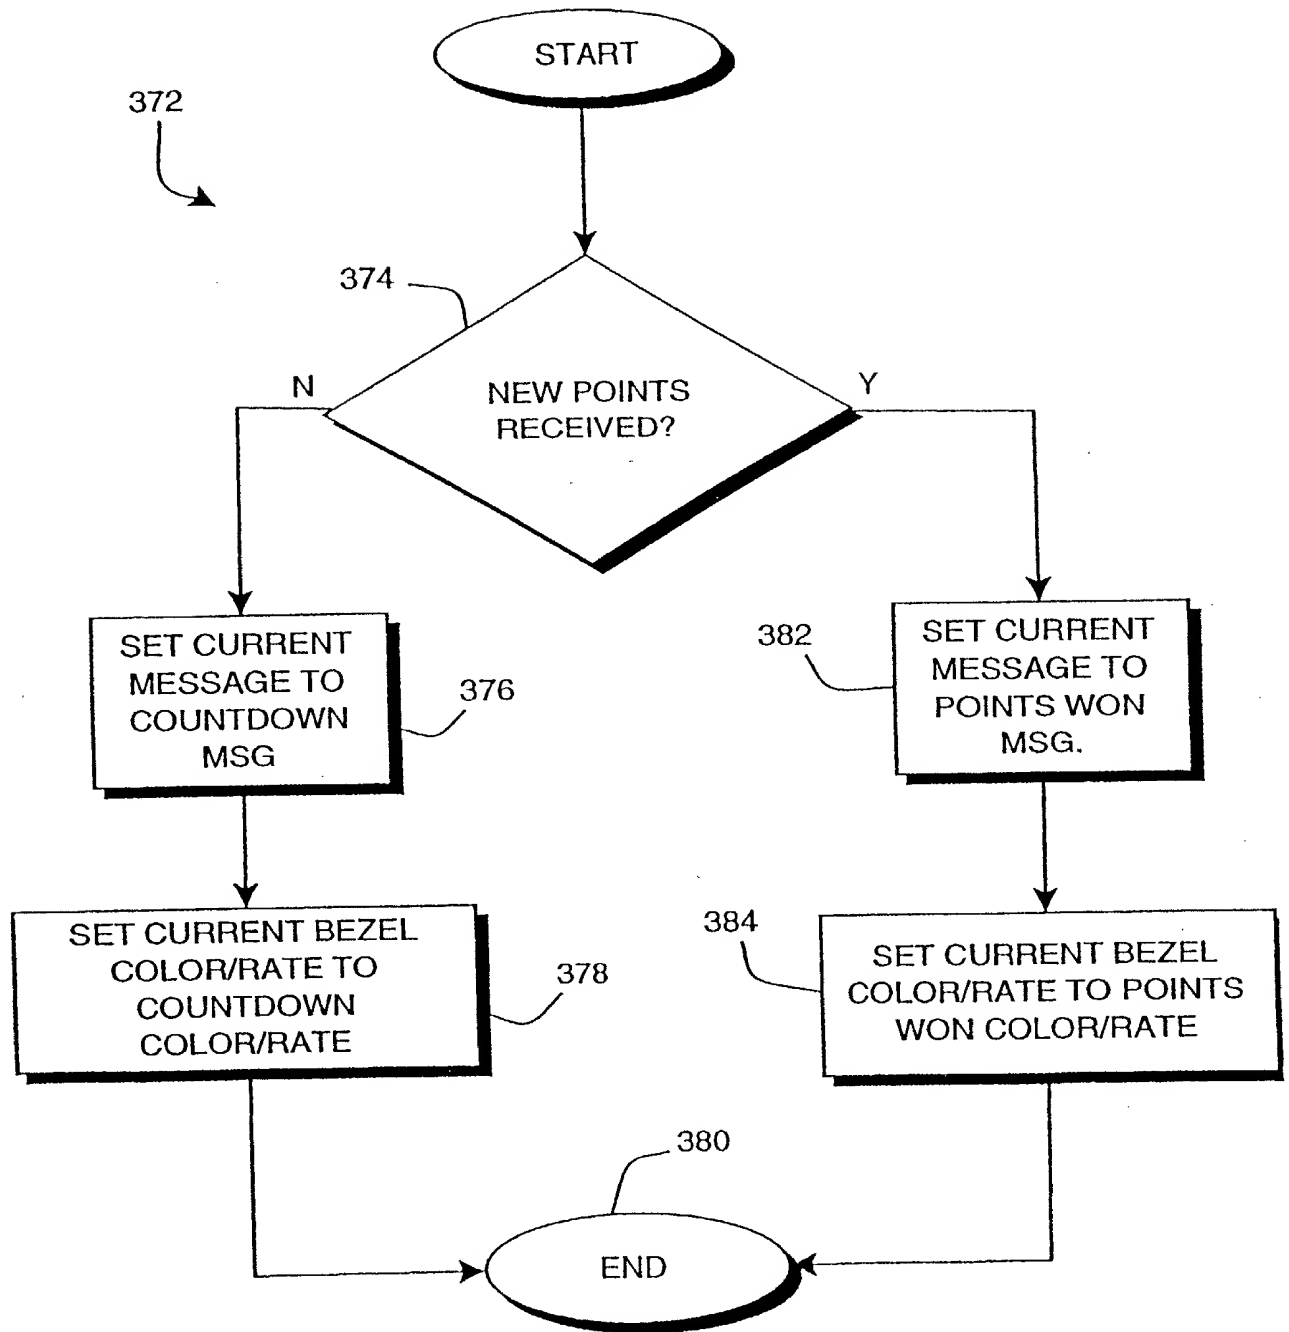 START
372
374
N
Y
NEW POINTS
RECEIVED?
SET CURRENT
MESSAGE TO
COUNTDOWN
MSG
376
382
SET CURRENT
MESSAGE TO
POINTS WON
MSG.
SET CURRENT BEZEL
COLOR/RATE TO
COUNTDOWN
COLOR/RATE
378
384
SET CURRENT BEZEL
COLOR/RATE TO POINTS
WON COLOR/RATE
380
END